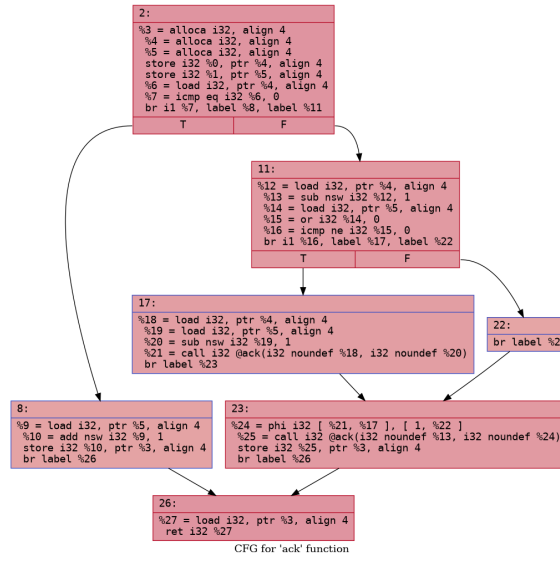 2:
%3 = alloca i32, align 4
%4 = alloca i32, align 4
%5 = alloca i32, align 4
store i32 %0, ptr %4, align 4
store i32 %1, ptr %5, align 4
%6 = load i32, ptr %4, align 4
%7 = icmp eq i32 %6, 0
br i1 %7, label %8, label %11
T F
11:
%12 = load i32, ptr %4, align 4
%13 = sub nsw i32 %12, 1
%14 = load i32, ptr %5, align 4
%15 = or i32 %14, 0
%16 = icmp ne i32 %15, 0
br i1 %16, label %17, label %22
T F
17:
%18 = load i32, ptr %4, align 4
%19 = load i32, ptr %5, align 4
%20 = sub nsw i32 %19, 1
%21 = call i32 @ack(i32 noundef %18, i32 noundef %20)
br label %23
22:
br label %2
8:
%9 = load i32, ptr %5, align 4
%10 = add nsw i32 %9, 1
store i32 %10, ptr %3, align 4
br label %26
23:
%24 = phi i32 [ %21, %17 ], [ 1, %22 ]
%25 = call i32 @ack(i32 noundef %13, i32 noundef %24)
store i32 %25, ptr %3, align 4
br label %26
26:
%27 = load i32, ptr %3, align 4
ret i32 %27
CFG for 'ack' function